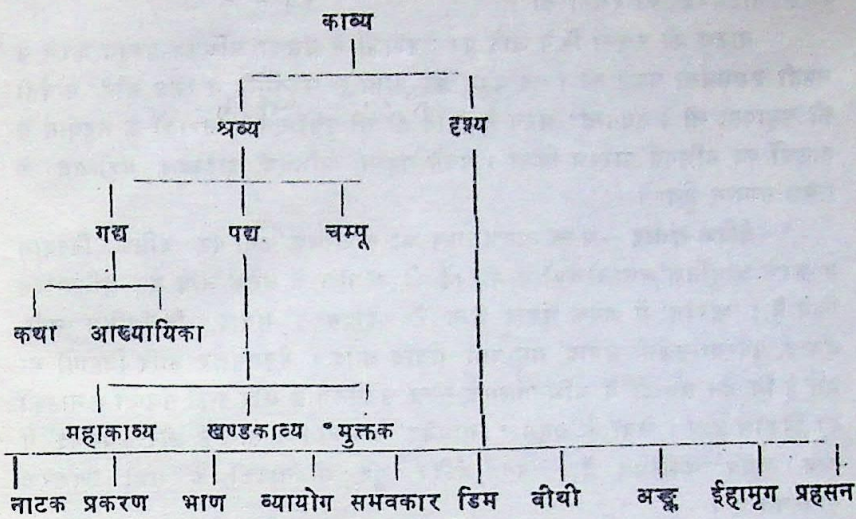 काव्य
श्रव्य दृश्य
गद्य पद्य चम्पू
कथा आख्यायिका
महाकाव्य खण्डकाव्य मुक्तक
नाटक प्रकरण भाण व्यायोग समवकार डिम वीथी अङ्क ईहामृग प्रहसन